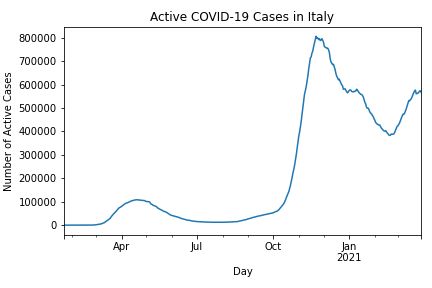 Active COVID-19 Cases in Italy
800000
700000
600000
500000
400000
300000
200000
100000
0
Number of Active Cases
Apr
Jul
Oct
Jan
2021
Day